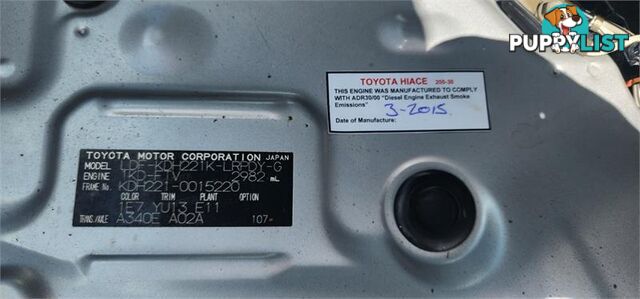 PUPPYLIST
TOYOTA HIACE 255-30
THIS ENGINE WAS MANUFACTURED TO COMPLY
WITH ADR30/00 "Diesel Engine Exhaust Smoke
Emissions"
3-2015
Date of Manufacture:
TOYOTA MOTOR CORPORATION JAPAN
MODEL LDF-KDH221K-LRPDY-G
ENGINE 1KD-FTV 2982 mL
FRAME NO. KDH221-0015220
COLOR TRIM PLANT OPTION
1E7 YU13 E11
TRANS./AXLE A340E A02A 107-